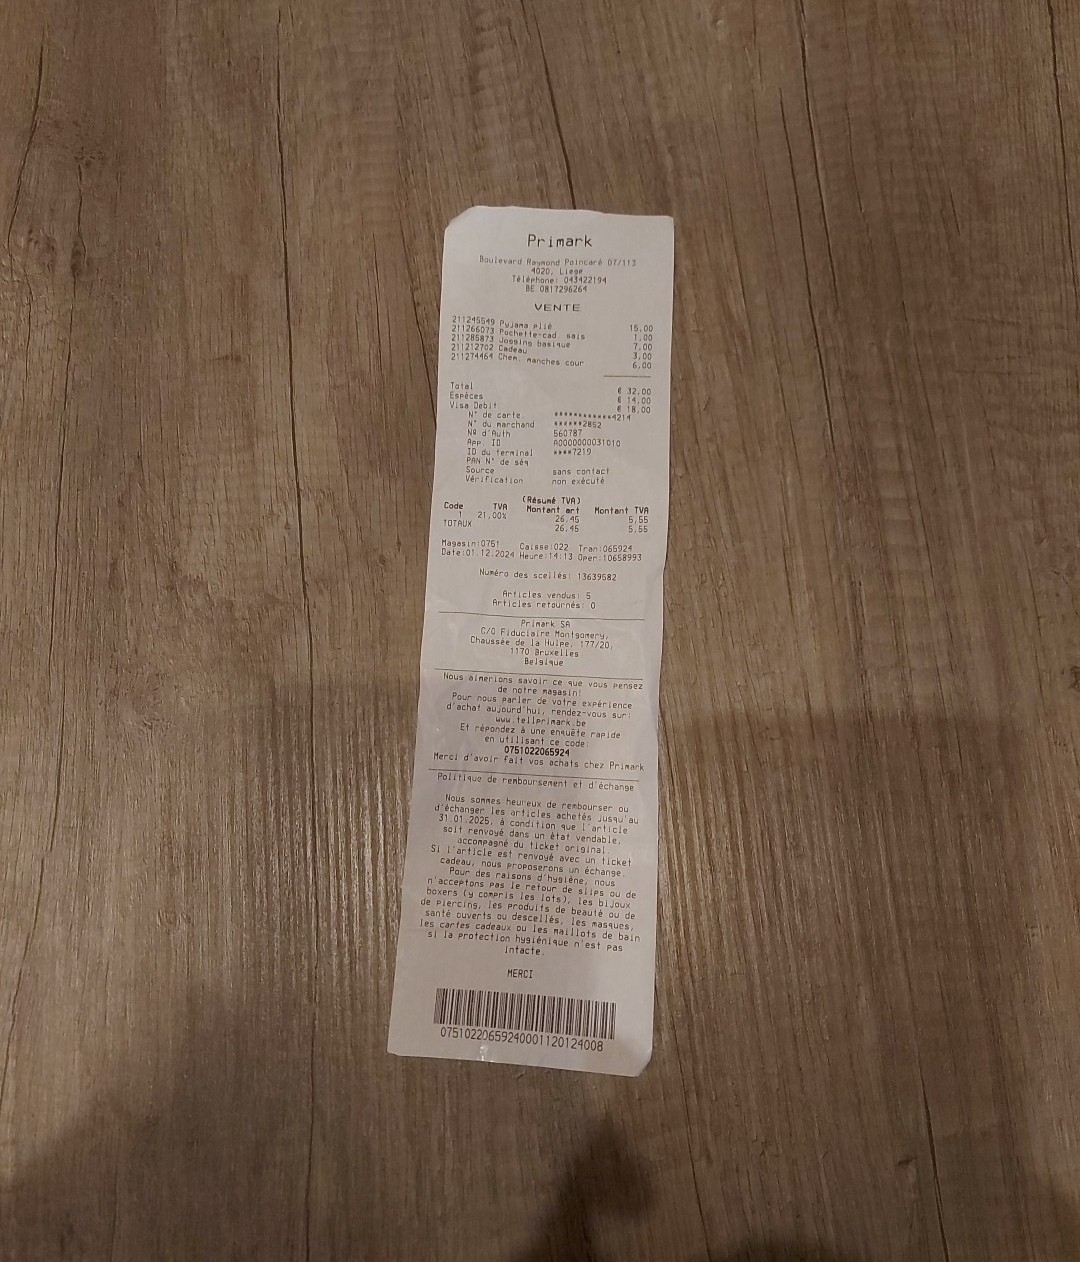 Primark
Boulevard Raymond Poincaré 07/113
4020, Liege
Téléphone: 043422194
BE 0817296264
VENTE
211245549 Pyjama plié 15,00
211266073 Pochette-cad sais 1,00
211285873 Jogging basique 7,00
211212702 Cadeau 3,00
211274464 Chem. manches cour 6,00
Total € 32,00
Espèces € 14,00
Visa Debit € 18,00
N° de carte ************4214
N° du marchand ******2852
Nº d'Auth 560787
App. ID A0000000031010
ID du terminal ****7219
PAN N° de séq
Source sans contact
Vérification non exécuté
(Résumé TVA)
Code TVA Montant art Montant TVA
1 21,00% 26,45 5,55
TOTAUX 26,45 5,55
Magasin:0751 Caisse:022 Tran:065924
Date:01.12.2024 Heure:14:13 Oper:10658993
Numéro des scellés: 13639582
Articles vendus: 5
Articles retournés: 0
Primark SA
C/O Fiduciaire Montgomery,
Chaussée de la Hulpe, 177/20,
1170 Bruxelles
Belgique
Nous aimerions savoir ce que vous pensez
de notre magasin!
Pour nous parler de votre expérience
d'achat aujourd'hui, rendez-vous sur:
www.tellprimark.be
Et répondez à une enquête rapide
en utilisant ce code:
0751022065924
Merci d'avoir fait vos achats chez Primark
Politique de remboursement et d'échange
Nous sommes heureux de rembourser ou
d'échanger les articles achetés jusqu'au
31.01.2025, à condition que l'article
soit renvoyé dans un état vendable,
accompagné du ticket original.
Si l'article est renvoyé avec un ticket
cadeau, nous proposerons un échange.
Pour des raisons d'hygiène, nous
n'acceptons pas le retour de slips ou de
boxers (y compris les lots), les bijoux
de piercing, les produits de beauté ou de
santé ouverts ou descellés, les masques,
les cartes cadeaux ou les maillots de bain
si la protection hygiénique n'est pas
intacte.
MERCI
07510220659240001120124008